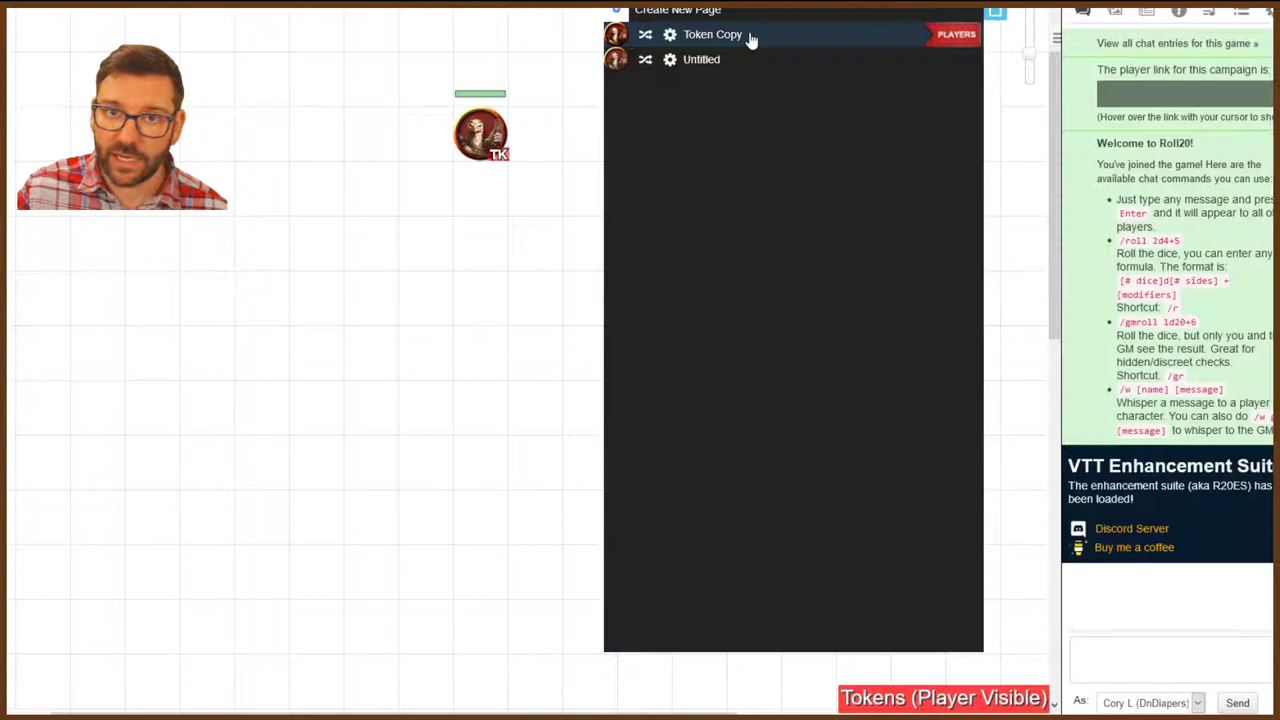 Create New Page
Token Copy
PLAYERS
Untitled
TK
Tokens (Player Visible)
View all chat entries for this game »
The player link for this campaign is:
(Hover over the link with your cursor to
Welcome to Roll20!
You've joined the game! Here are the
available chat commands you can use:
Just type any message and
Enter and it will appear to all
players.
/roll 2d4+5
Roll the dice, you can enter any
formula. The format is:
[# dice]d[# sides] +
[modifiers]
Shortcut: /r
/gmroll 1d20+6
Roll the dice, but only you and
GM see the result. Great for
hidden/discreet checks.
Shortcut: /gr
/w [name] [message]
Whisper a message to a player
character. You can also do /w
[message] to whisper to the GM
VTT Enhancement
The enhancement suite (aka R20ES) has
been loaded!
Discord Server
Buy me a coffee
As: Cory L (DnDiapers) Send